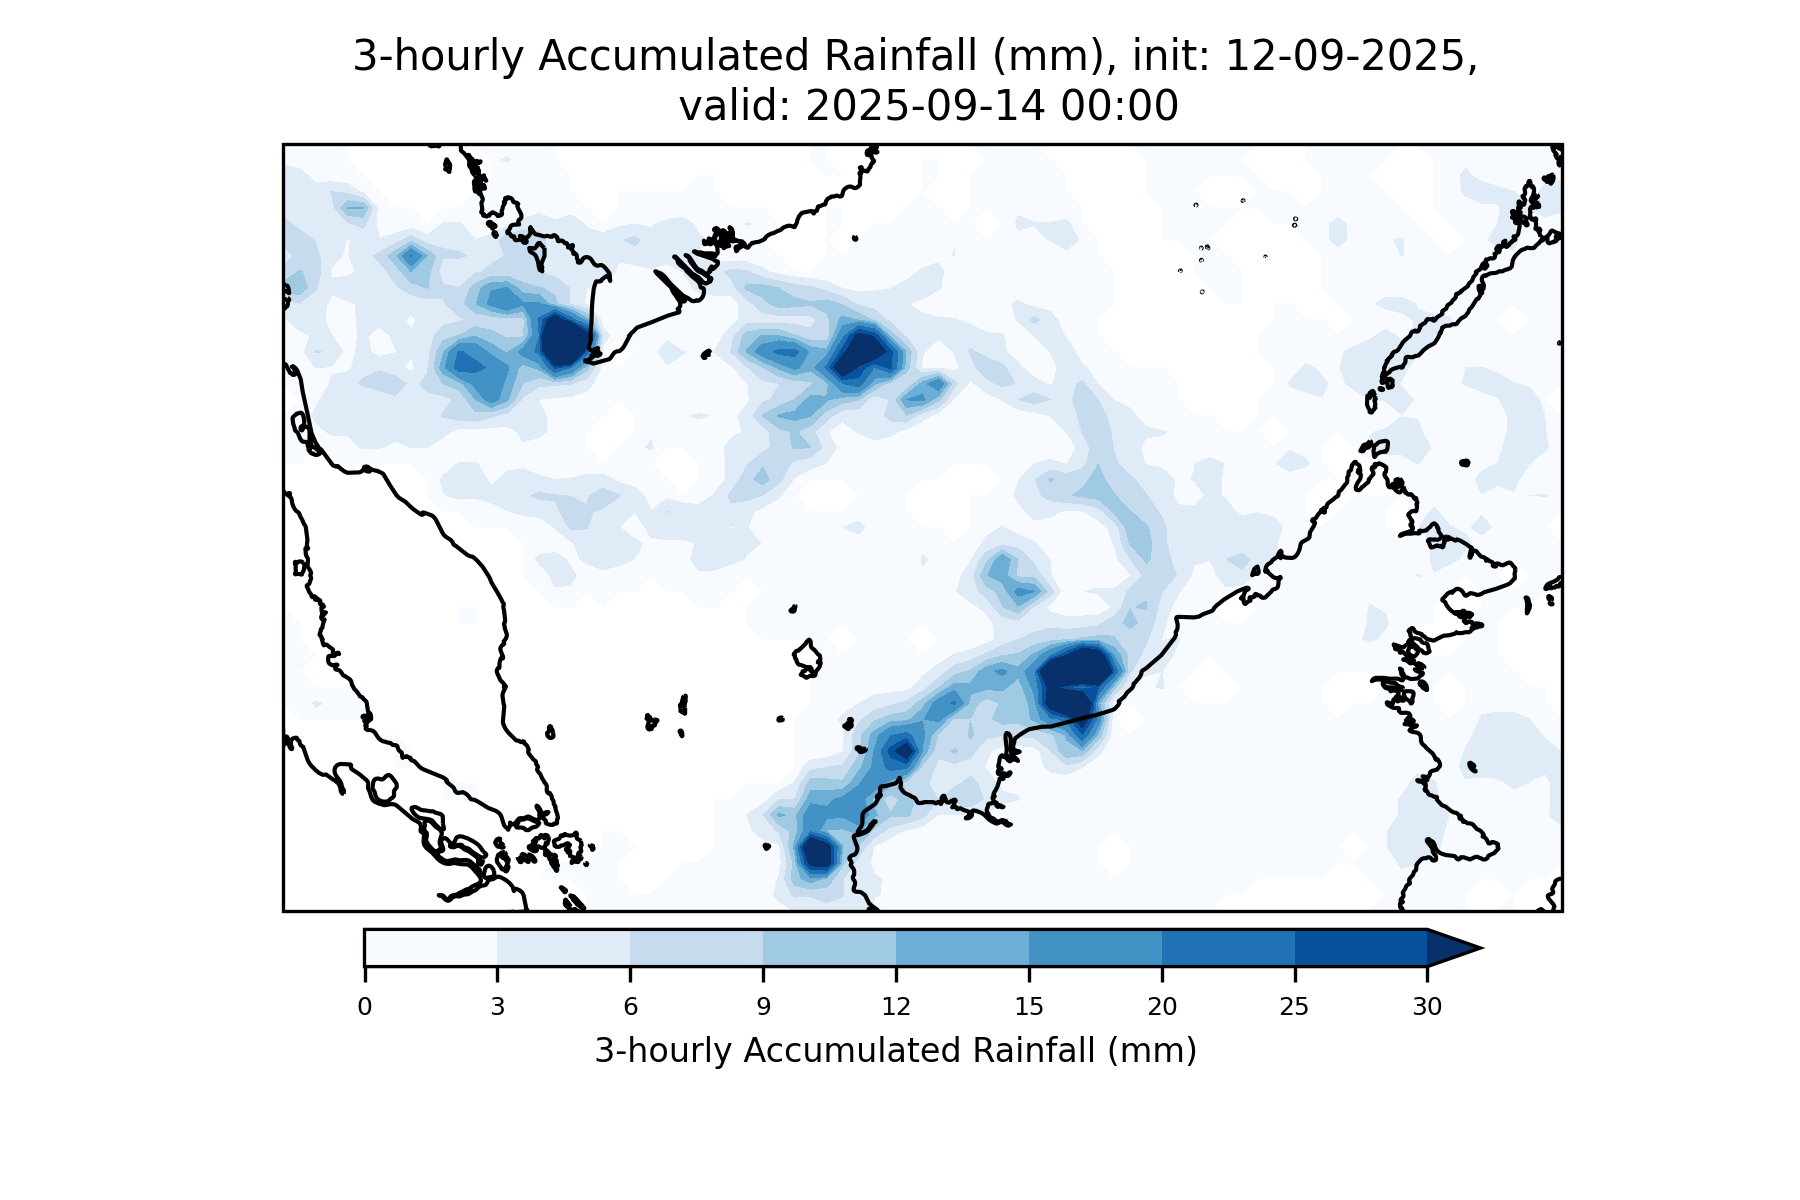 3-hourly Accumulated Rainfall (mm), init: 12-09-2025,
valid: 2025-09-14 00:00
0 3 6 9 12 15 20 25 30
3-hourly Accumulated Rainfall (mm)